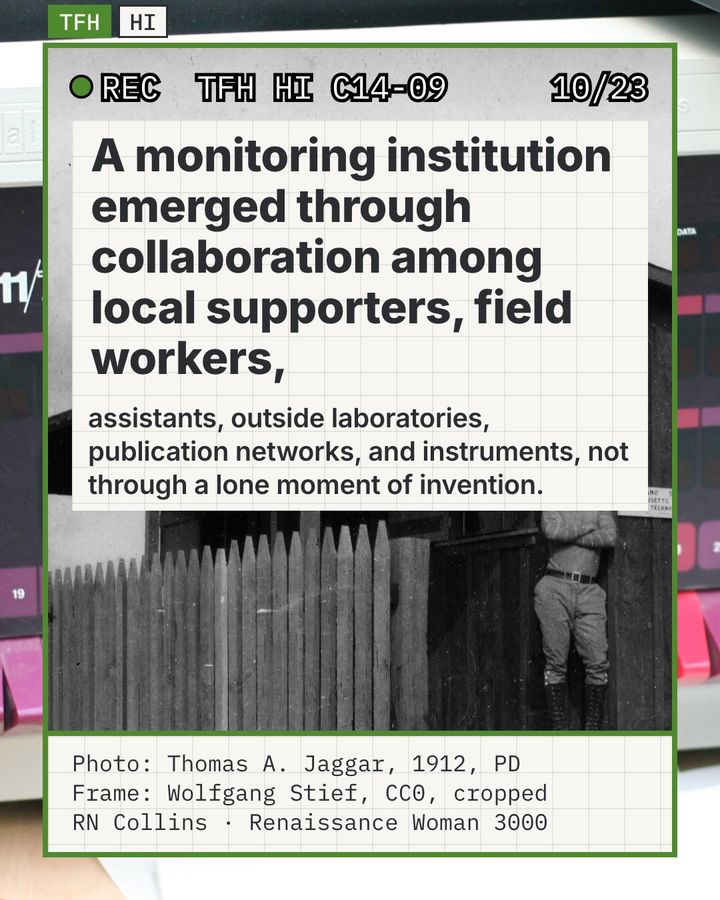 TFH HI
REC TFH HI C14-09 10/23
A monitoring institution
emerged through
collaboration among
local supporters, field
workers,
assistants, outside laboratories,
publication networks, and instruments, not
through a lone moment of invention.
19
DATA
Photo: Thomas A. Jaggar, 1912, PD
Frame: Wolfgang Stief, CC0, cropped
RN Collins · Renaissance Woman 3000